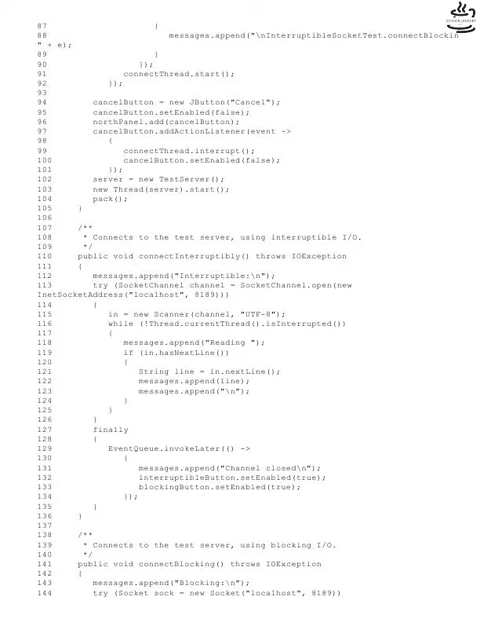 87 {
88 messages.append("\nInterruptibleSocketTest.connectBlockin
" + e);
89 }
90 });
91 connectThread.start();
92 });
93
94 cancelButton = new JButton("Cancel");
95 cancelButton.setEnabled(false);
96 northPanel.add(cancelButton);
97 cancelButton.addActionListener(event ->
98 {
99 connectThread.interrupt();
100 cancelButton.setEnabled(false);
101 });
102 server = new TestServer();
103 new Thread(server).start();
104 pack();
105 }
106
107 /**
108 * Connects to the test server, using interruptible I/O.
109 */
110 public void connectInterruptibly() throws IOException
111 {
112 messages.append("Interruptible:\n");
113 try (SocketChannel channel = SocketChannel.open(new
InetSocketAddress("localhost", 8189)))
114 {
115 in = new Scanner(channel, "UTF-8");
116 while (!Thread.currentThread().isInterrupted())
117 {
118 messages.append("Reading ");
119 if (in.hasNextLine())
120 {
121 String line = in.nextLine();
122 messages.append(line);
123 messages.append("\n");
124 }
125 }
126 }
127 finally
128 {
129 EventQueue.invokeLater(() ->
130 {
131 messages.append("Channel closed\n");
132 interruptibleButton.setEnabled(true);
133 blockingButton.setEnabled(true);
134 });
135 }
136 }
137
138 /**
139 * Connects to the test server, using blocking I/O.
140 */
141 public void connectBlocking() throws IOException
142 {
143 messages.append("Blocking:\n");
144 try (Socket sock = new Socket("localhost", 8189))